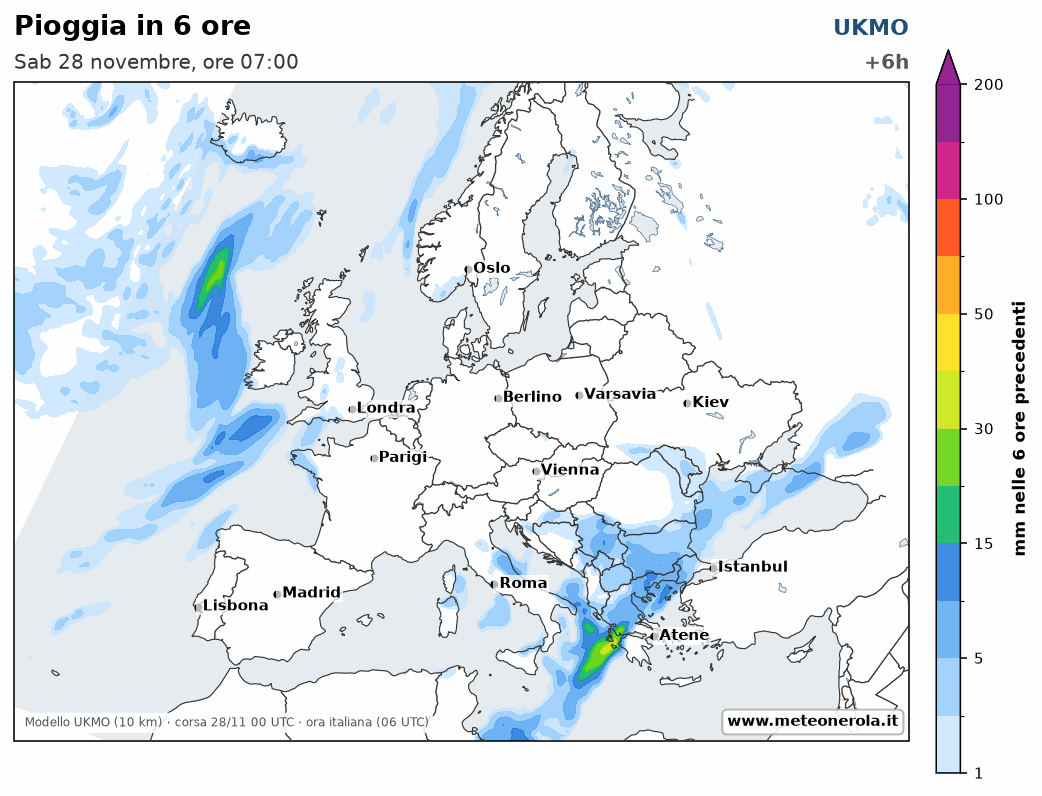 Pioggia in 6 ore
UKMO
Sab 28 novembre, ore 07:00
+6h
200
100
50
30
15
5
1
mm nelle 6 ore precedenti
Oslo
Berlino
Varsavia
Kiev
Londra
Parigi
Vienna
Istanbul
Roma
Madrid
Lisbona
Atene
Modello UKMO (10 km) · corsa 28/11 00 UTC · ora italiana (06 UTC)
www.meteonerola.it